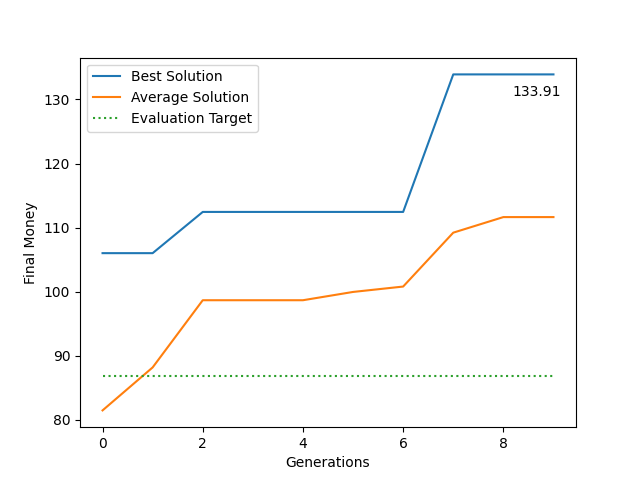 Best Solution
Average Solution
Evaluation Target
133.91
130
120
110
100
90
80
0 2 4 6 8
Final Money
Generations